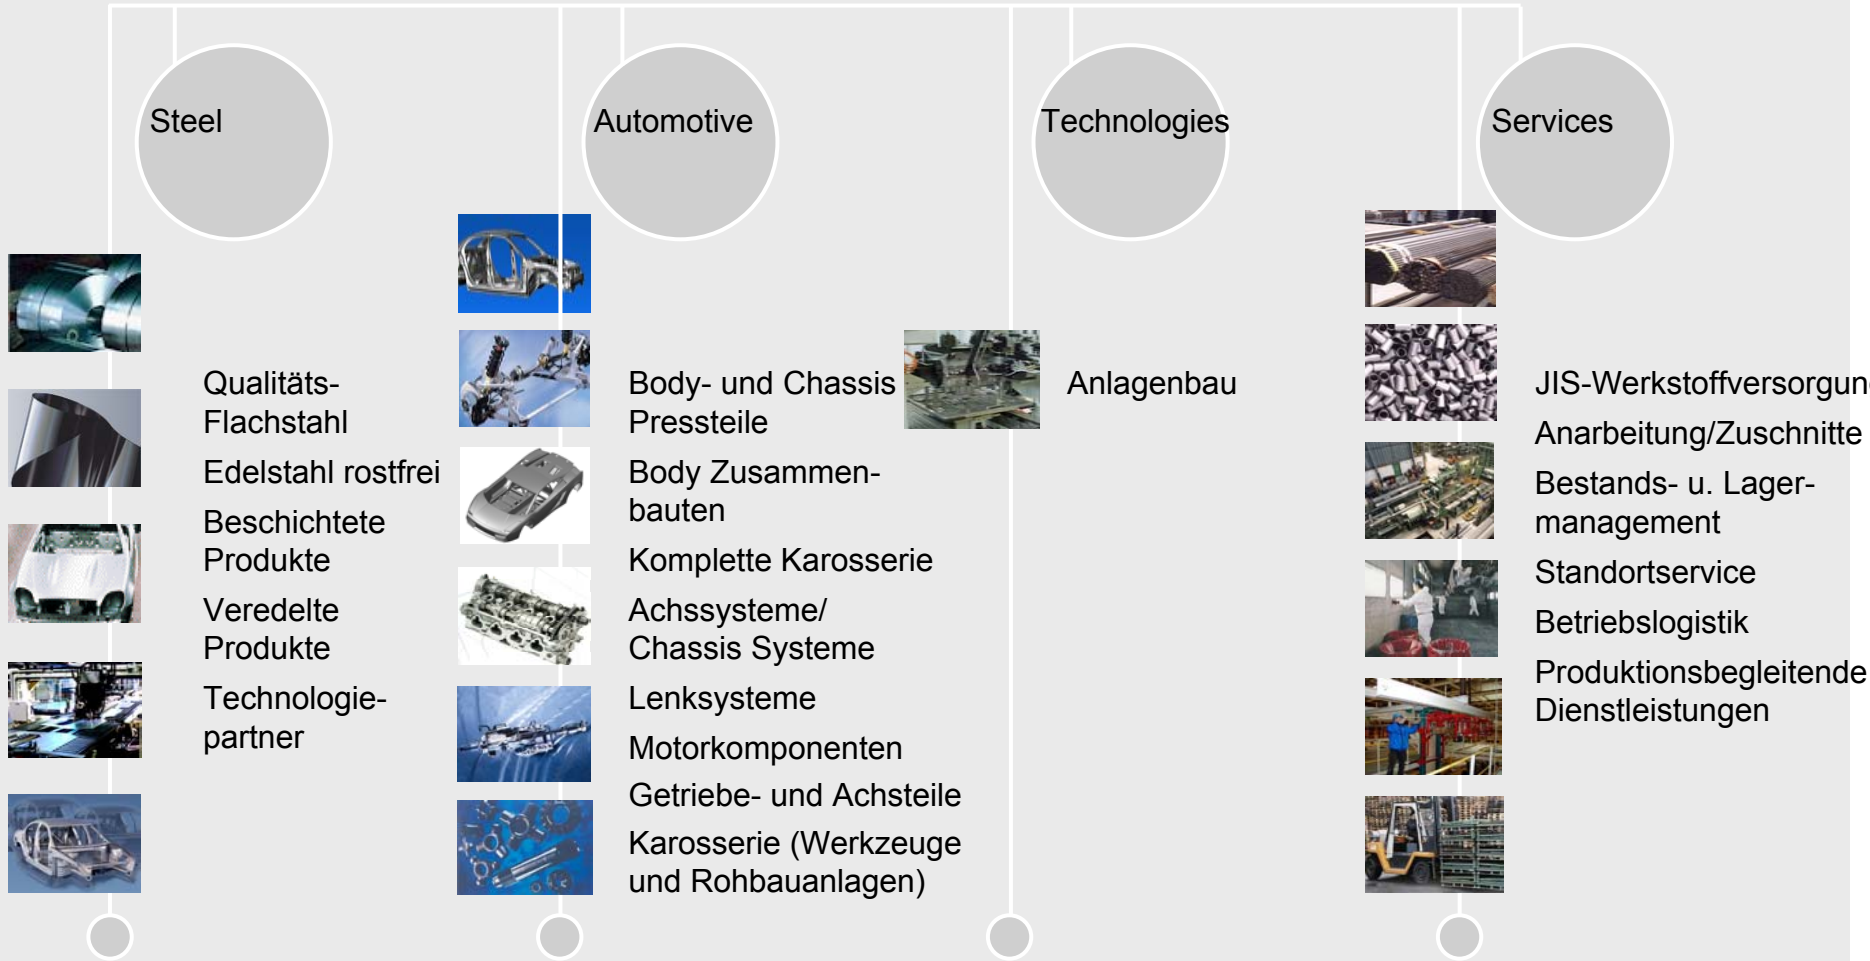 Steel
Qualitäts-
Flachstahl
Edelstahl rostfrei
Beschichtete
Produkte
Veredelte
Produkte
Technologie-
partner
Automotive
Body- und Chassis
Pressteile
Body Zusammen-
bauten
Komplette Karosserie
Achssysteme/
Chassis Systeme
Lenksysteme
Motorkomponenten
Getriebe- und Achsteile
Karosserie (Werkzeuge
und Rohbauanlagen)
Technologies
Anlagenbau
Services
JIS-Werkstoffversorgun
Anarbeitung/Zuschnitte
Bestands- u. Lager-
management
Standortservice
Betriebslogistik
Produktionsbegleitende
Dienstleistungen